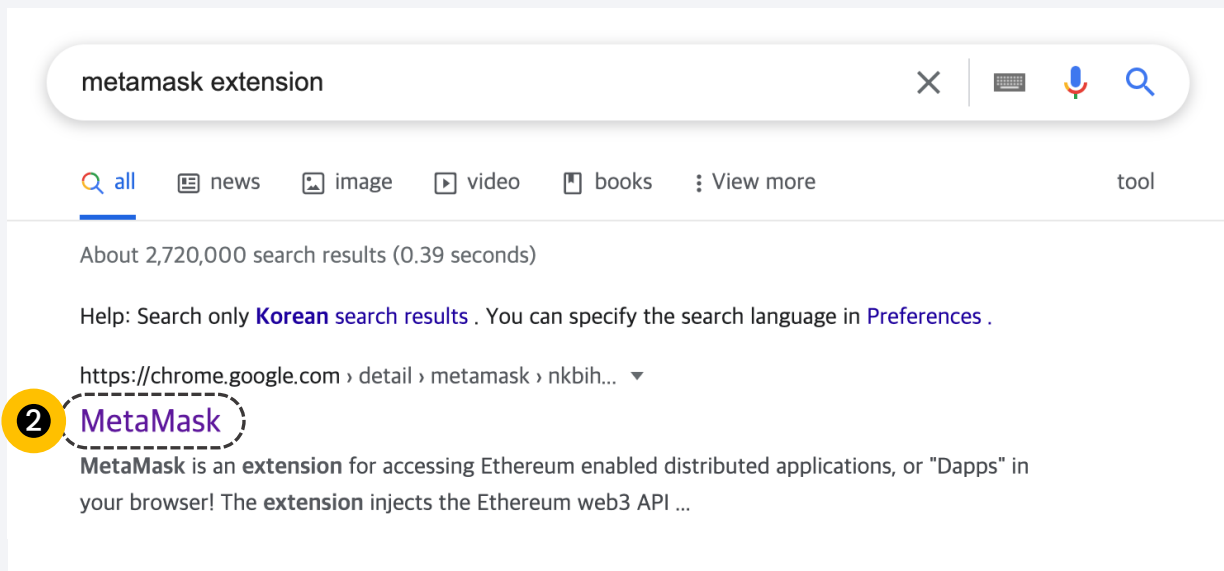 metamask extension
all news image video books View more tool
About 2,720,000 search results (0.39 seconds)
Help: Search only Korean search results . You can specify the search language in Preferences .
https://chrome.google.com › detail › metamask › nkbih...
2 MetaMask
MetaMask is an extension for accessing Ethereum enabled distributed applications, or "Dapps" in
your browser! The extension injects the Ethereum web3 API ...